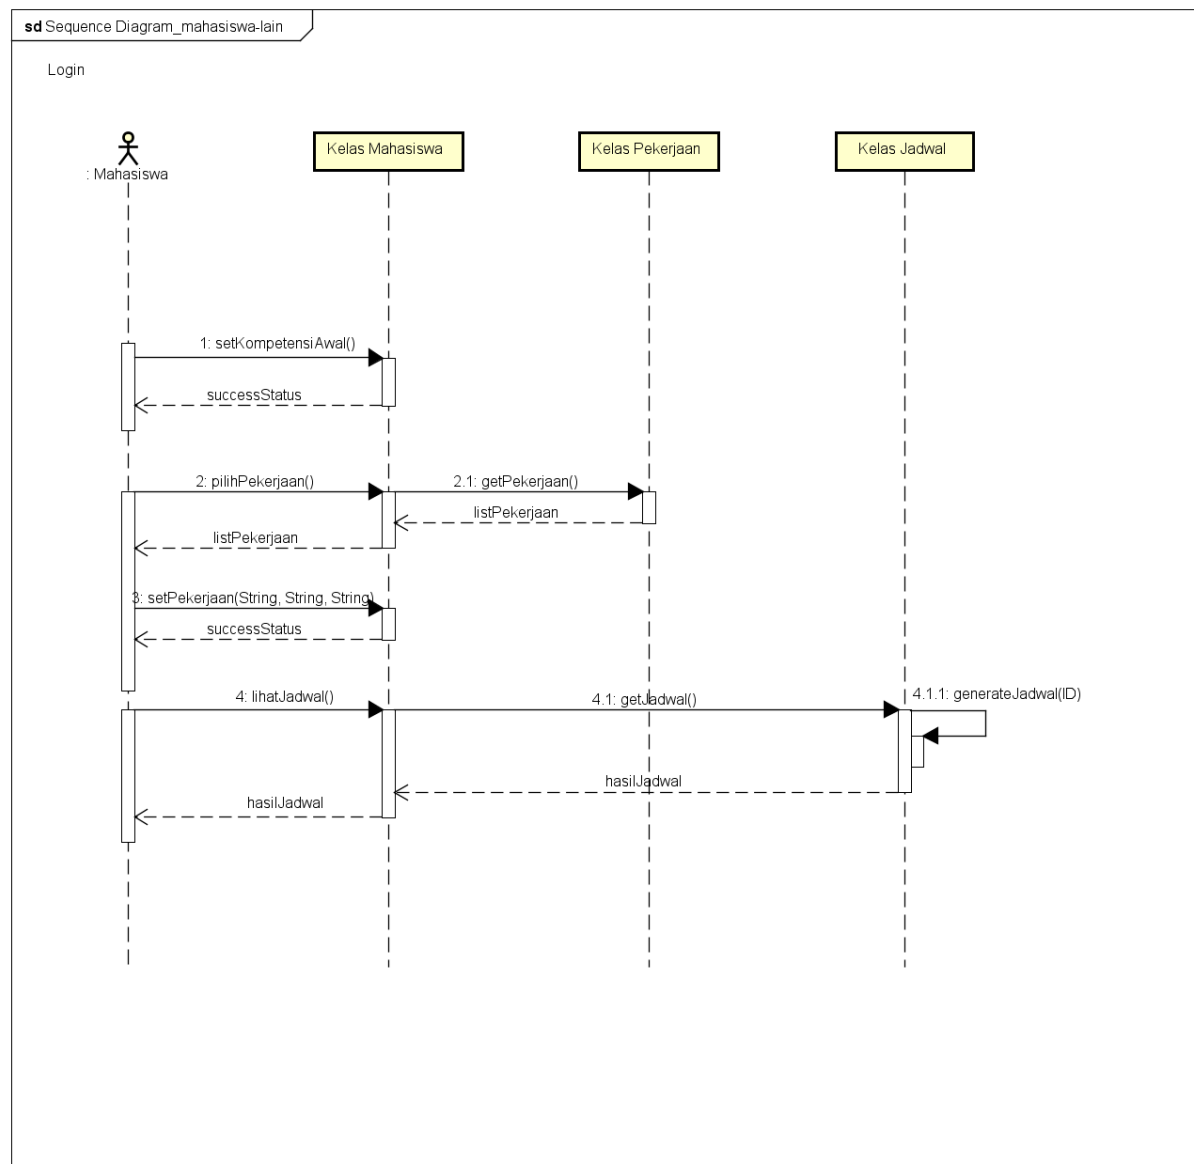 sd Sequence Diagram_mahasiswa-lain
Login
: Mahasiswa
Kelas Mahasiswa
Kelas Pekerjaan
Kelas Jadwal
1: setKompetensiAwal()
successStatus
2: pilihPekerjaan()
2.1: getPekerjaan()
listPekerjaan
listPekerjaan
3: setPekerjaan(String, String, String)
successStatus
4: lihatJadwal()
4.1: getJadwal()
4.1.1: generateJadwal(ID)
hasilJadwal
hasilJadwal